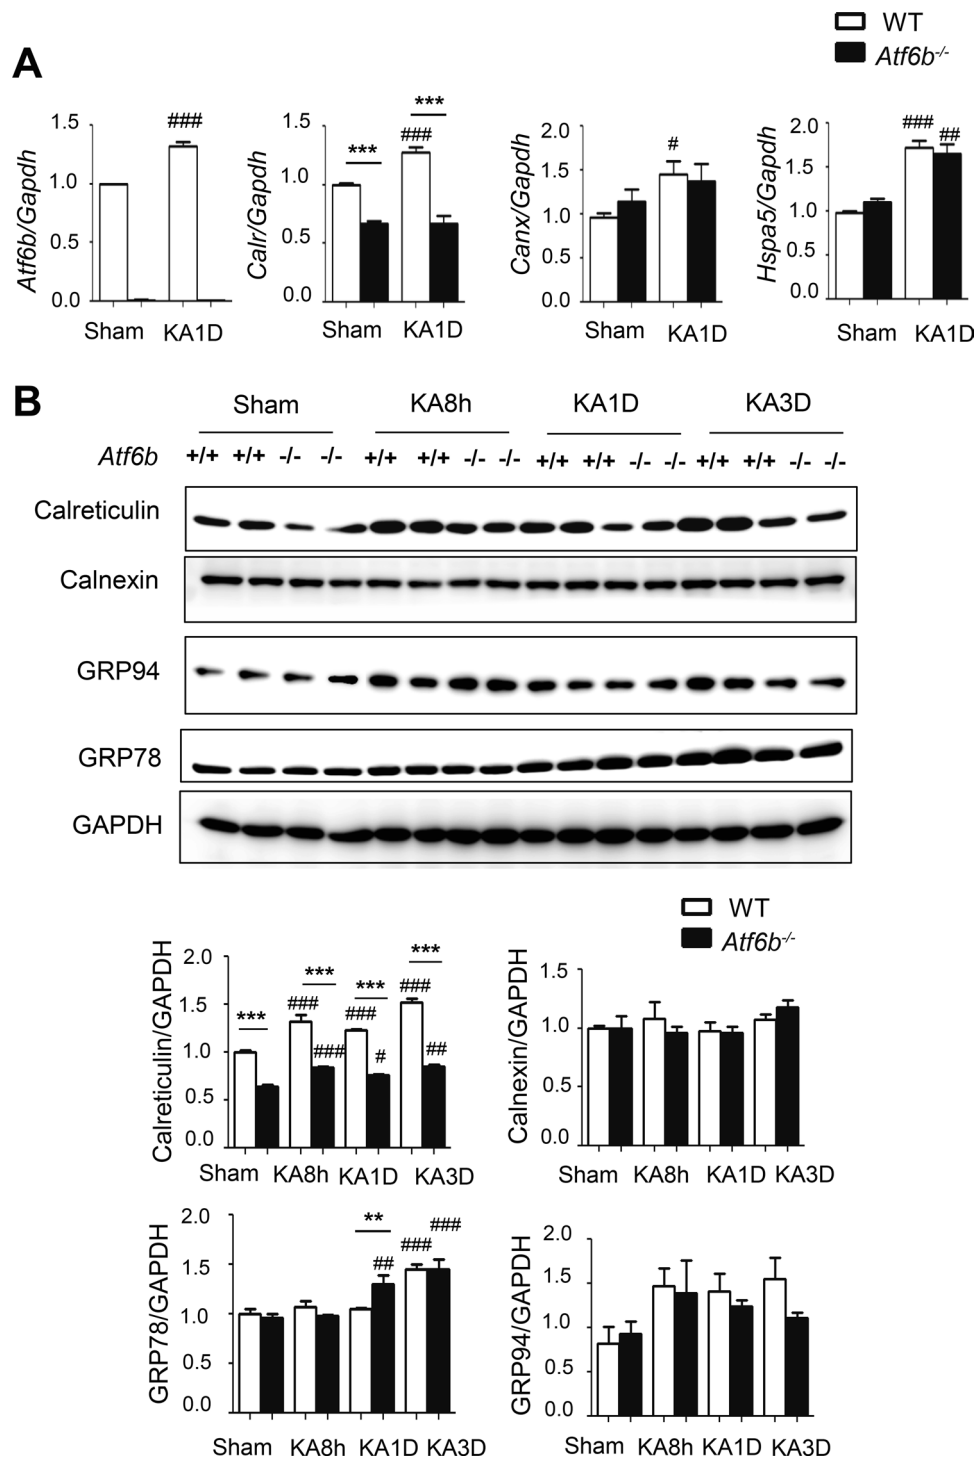 WT
Atf6b-/-
A
Atf6b/Gapdh
1.5
1.0
0.5
0.0
###
Sham KA1D
Calr/Gapdh
1.5
1.0
0.5
0.0
***
###
***
Sham KA1D
Canx/Gapdh
2.0
1.5
1.0
0.5
0.0
#
Sham KA1D
Hspa5/Gapdh
2.0
1.5
1.0
0.5
0.0
###
##
Sham KA1D
B
Sham KA8h KA1D KA3D
Atf6b +/+ +/+ -/- -/- +/+ +/+ -/- -/- +/+ +/+ -/- -/- +/+ +/+ -/- -/-
Calreticulin
Calnexin
GRP94
GRP78
GAPDH
WT
Atf6b-/-
Calreticulin/GAPDH
2.0
1.5
1.0
0.5
0.0
***
***
###
###
***
###
#
***
###
##
Sham KA8h KA1D KA3D
Calnexin/GAPDH
1.5
1.0
0.5
0.0
Sham KA8h KA1D KA3D
GRP78/GAPDH
2.0
1.5
1.0
0.5
0.0
**
##
###
###
Sham KA8h KA1D KA3D
GRP94/GAPDH
2.0
1.5
1.0
0.5
0.0
Sham KA8h KA1D KA3D